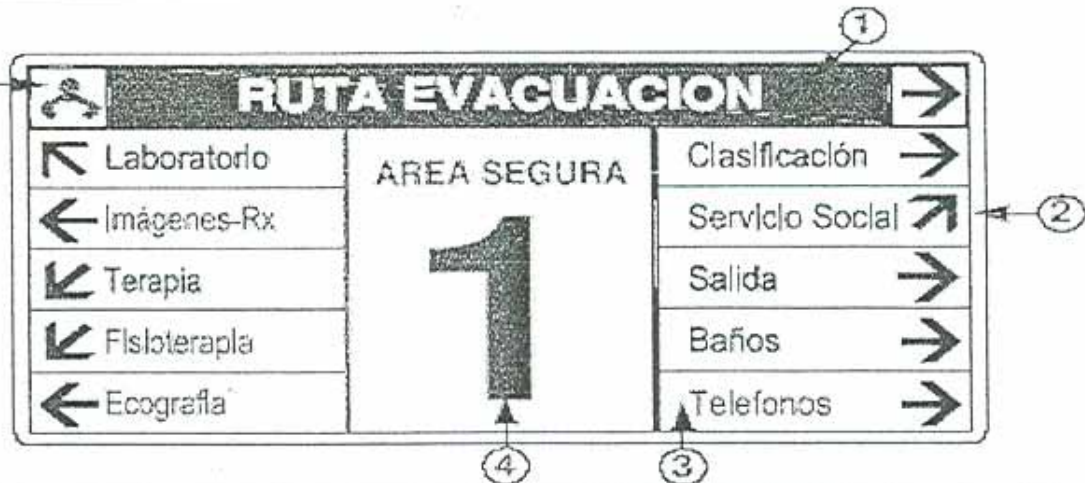 1
RUTA EVACUACION
Laboratorio
Imágenes-Rx
Terapia
Fisioterapia
Ecografia
AREA SEGURA
1
Clasificación
Servicio Social
Salida
Baños
Telefonos
2
4
3